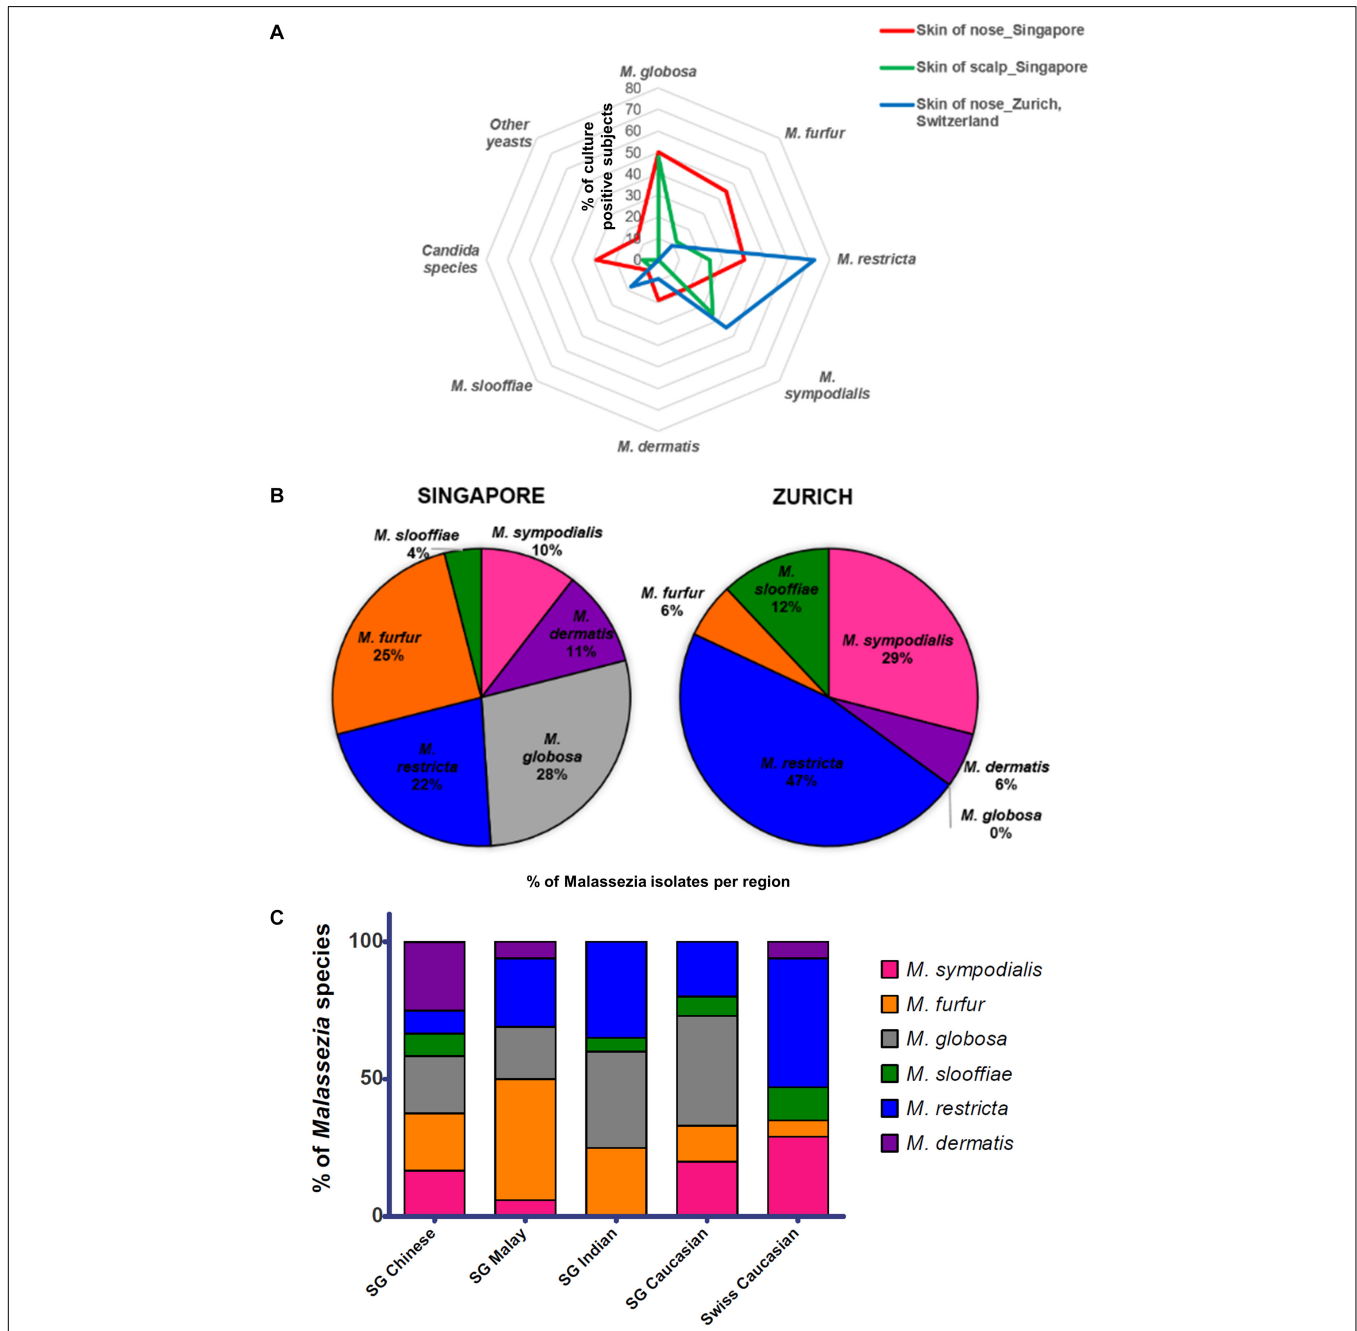 A
Skin of nose_Singapore
Skin of scalp_Singapore
Skin of nose_Zurich,
Switzerland
M. globosa
M. furfur
M. restricta
M.
sympodialis
M. dermatis
M. slooffiae
Candida
species
Other
yeasts
% of culture
positive subjects
80
70
60
50
40
30
20
10
0
B
SINGAPORE
M. slooffiae
4%
M. sympodialis
10%
M.
dermatis
11%
M.
globosa
28%
M.
restricta
22%
M. furfur
25%
ZURICH
M. furfur
6%
M.
slooffiae
12%
M. sympodialis
29%
M. dermatis
6%
M. globosa
0%
M. restricta
47%
% of Malassezia isolates per region
C
% of Malassezia species
100
50
0
SG Chinese
SG Malay
SG Indian
SG Caucasian
Swiss Caucasian
M. sympodialis
M. furfur
M. globosa
M. slooffiae
M. restricta
M. dermatis